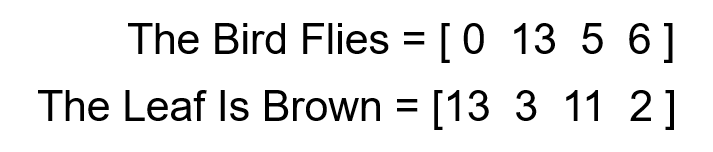 The Bird Flies = [ 0 13 5 6 ]
The Leaf Is Brown = [13 3 11 2 ]